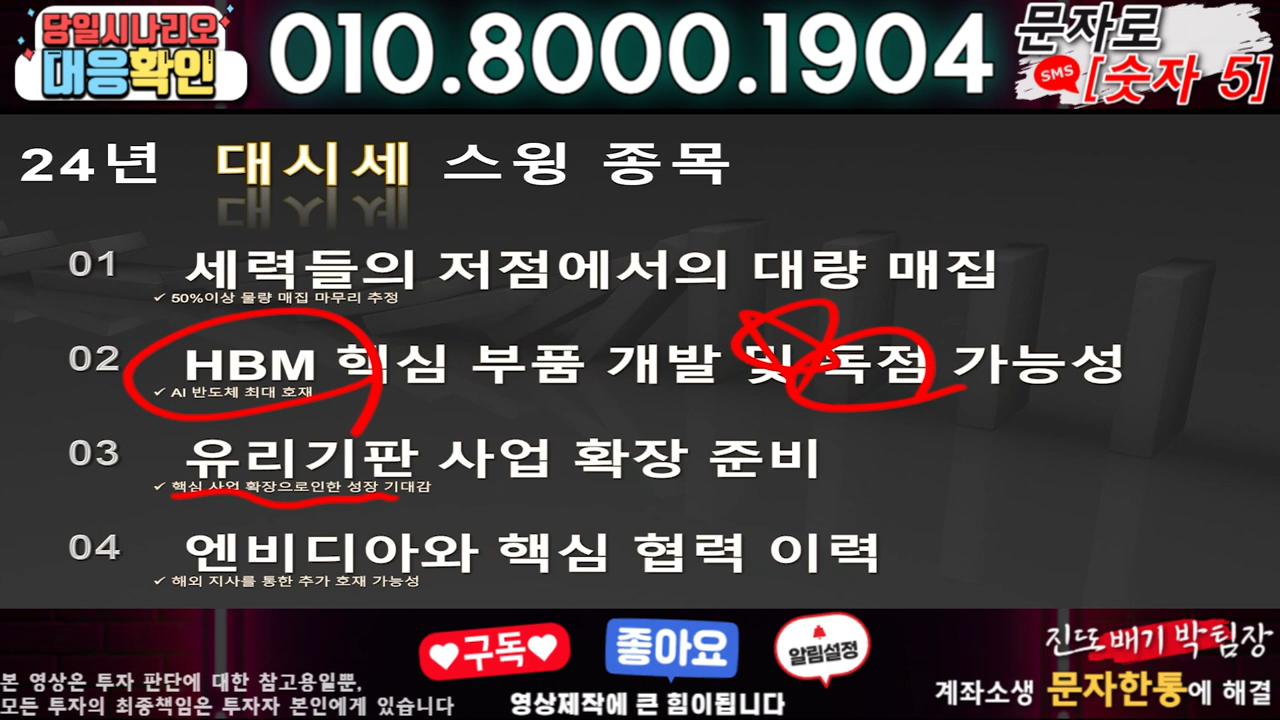 당일시나리오
대응확인
010.8000.1904
문자로
SMS
[숫자 5]
24년 대시세 스윙 종목
01 세력들의 저점에서의 대량 매집
✓ 50%이상 물량 매집 마무리 추정
02 HBM 핵심 부품 개발 및 독점 가능성
✓ AI 반도체 최대 호재
03 유리기판 사업 확장 준비
✓ 핵심 사업 확장으로인한 성장 기대감
04 엔비디아와 핵심 협력 이력
✓ 해외 지사를 통한 추가 호재 가능성
본 영상은 투자 판단에 대한 참고용일뿐,
모든 투자의 최종책임은 투자자 본인에게 있습니다
구독
좋아요
알림설정
영상제작에 큰 힘이됩니다
진또배기 박팀장
계좌소생 문자한통에 해결